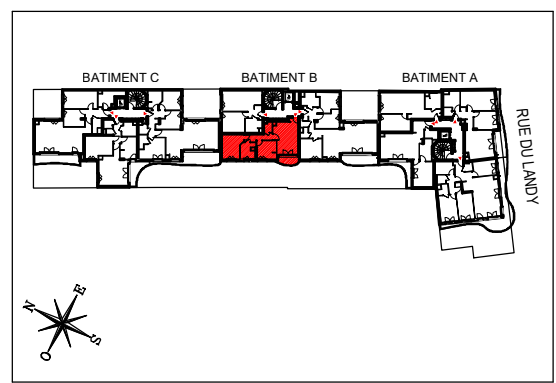 BATIMENT C
BATIMENT B
BATIMENT A
RUE DU LANDY
N
E
S
O